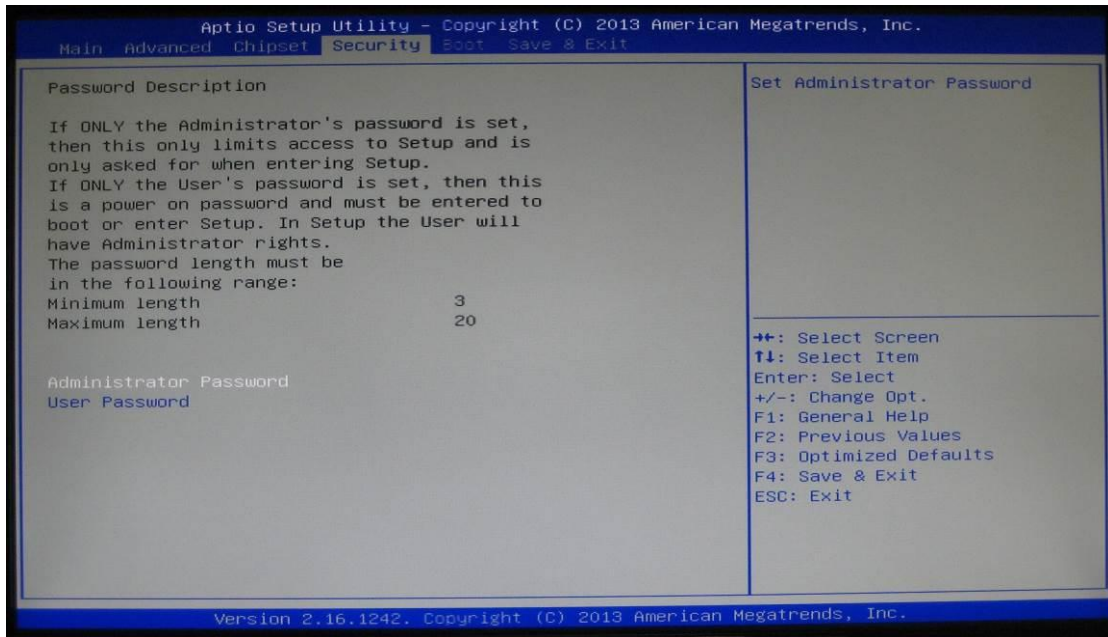 Aptio Setup Utility - Copyright (C) 2013 American Megatrends, Inc.
Main Advanced Chipset Security Boot Save & Exit
Password Description
If ONLY the Administrator's password is set,
then this only limits access to Setup and is
only asked for when entering Setup.
If ONLY the User's password is set, then this
is a power on password and must be entered to
boot or enter Setup. In Setup the User will
have Administrator rights.
The password length must be
in the following range:
Minimum length 3
Maximum length 20
Administrator Password
User Password
Set Administrator Password
→←: Select Screen
↑↓: Select Item
Enter: Select
+/-: Change Opt.
F1: General Help
F2: Previous Values
F3: Optimized Defaults
F4: Save & Exit
ESC: Exit
Version 2.16.1242. Copyright (C) 2013 American Megatrends, Inc.